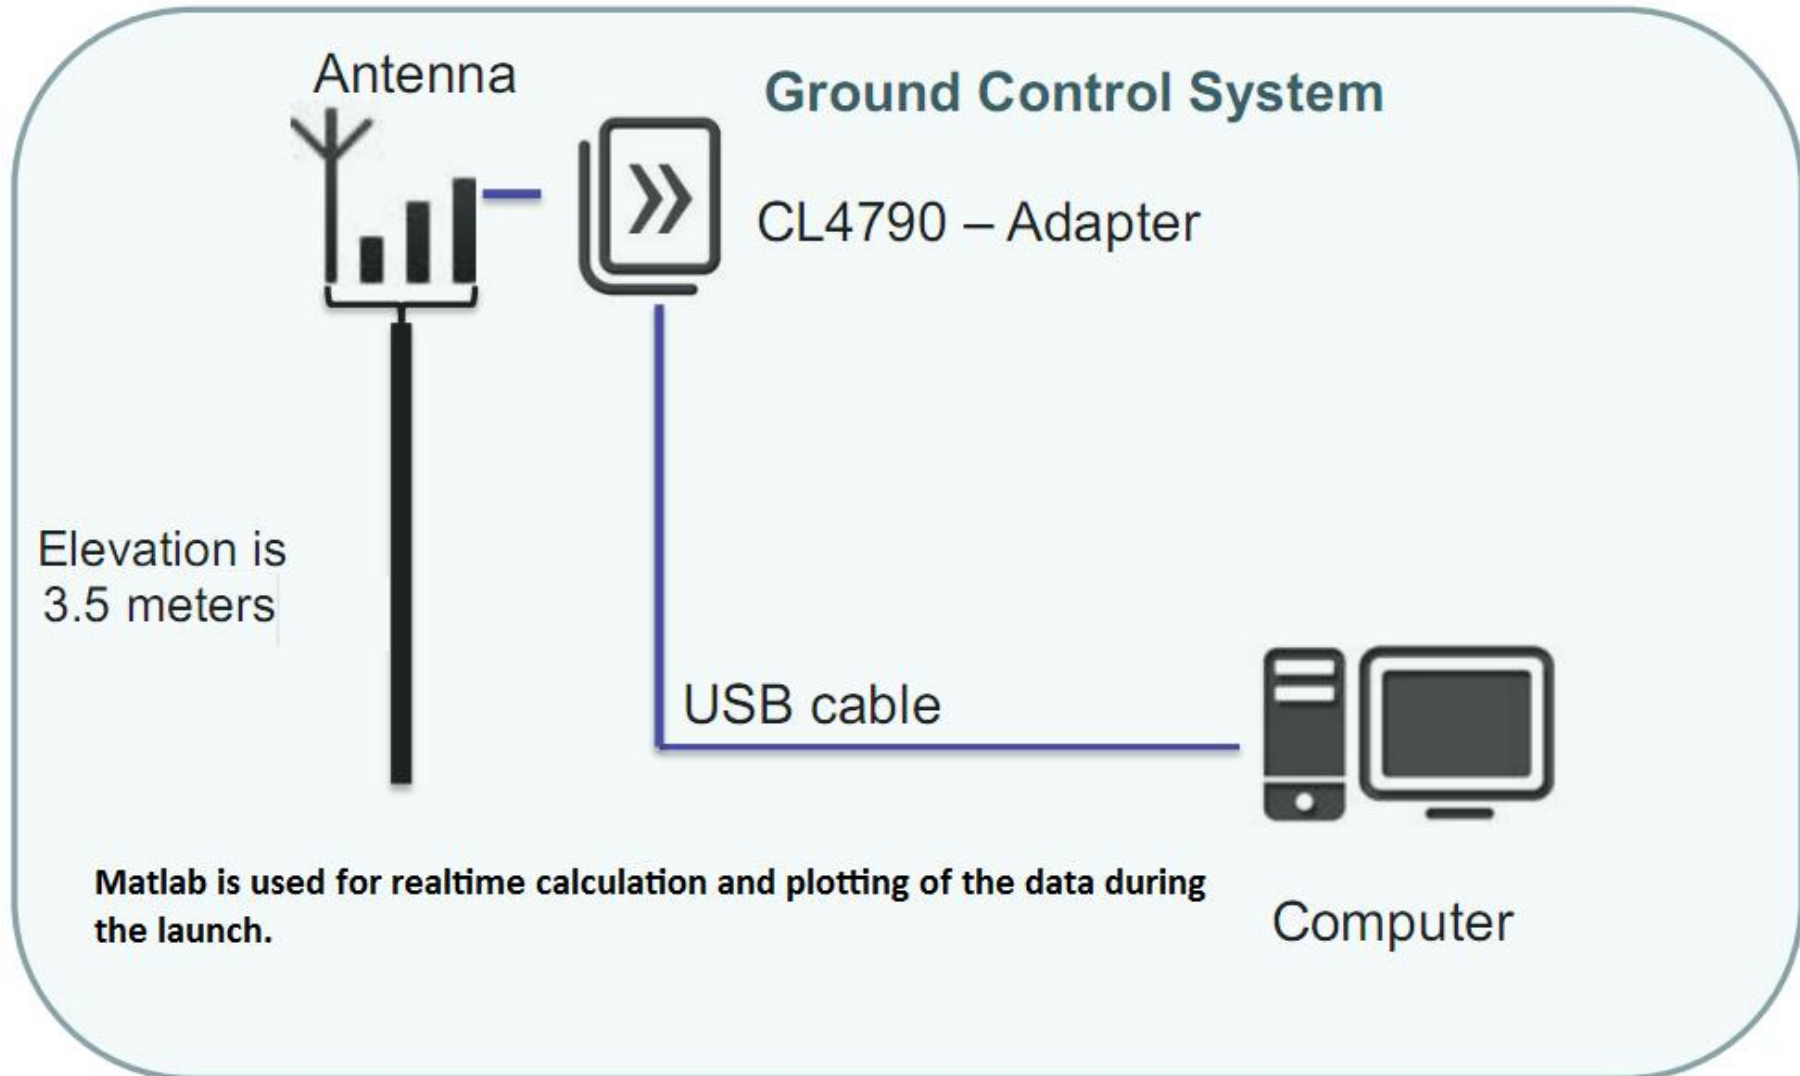 Antenna
Ground Control System
CL4790 – Adapter
Elevation is
3.5 meters
USB cable
Matlab is used for realtime calculation and plotting of the data during
the launch.
Computer